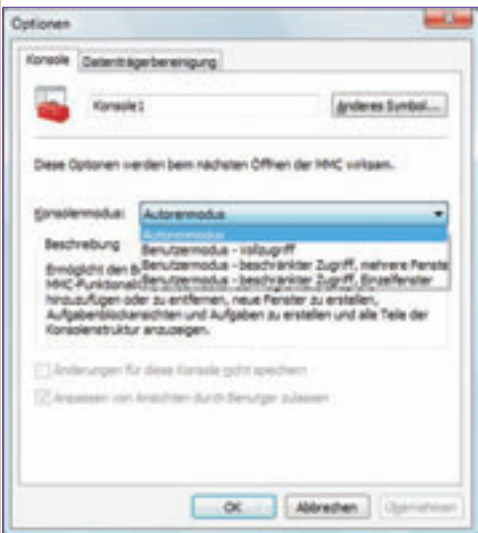 Optionen
Konsole Datenträgerbereinigung
Konsole1 Anderes Symbol...
Diese Optionen werden beim nächsten Öffnen der MMC wirksam.
Konsolenmodus: Autorenmodus
Autorenmodus
Beschreibung Benutzermodus - Vollzugriff
Ermöglicht den B Benutzermodus - beschränkter Zugriff, mehrere Fenste
MMC-Funktional Benutzermodus - beschränkter Zugriff, Einzelfenster
hinzuzufügen oder zu entfernen, neue Fenster zu erstellen,
Aufgabenblockansichten und Aufgaben zu erstellen und alle Teile der
Konsolenstruktur anzuzeigen.
Änderungen für diese Konsole nicht speichern
Anpassen von Ansichten durch Benutzer zulassen
OK Abbrechen Übernehmen